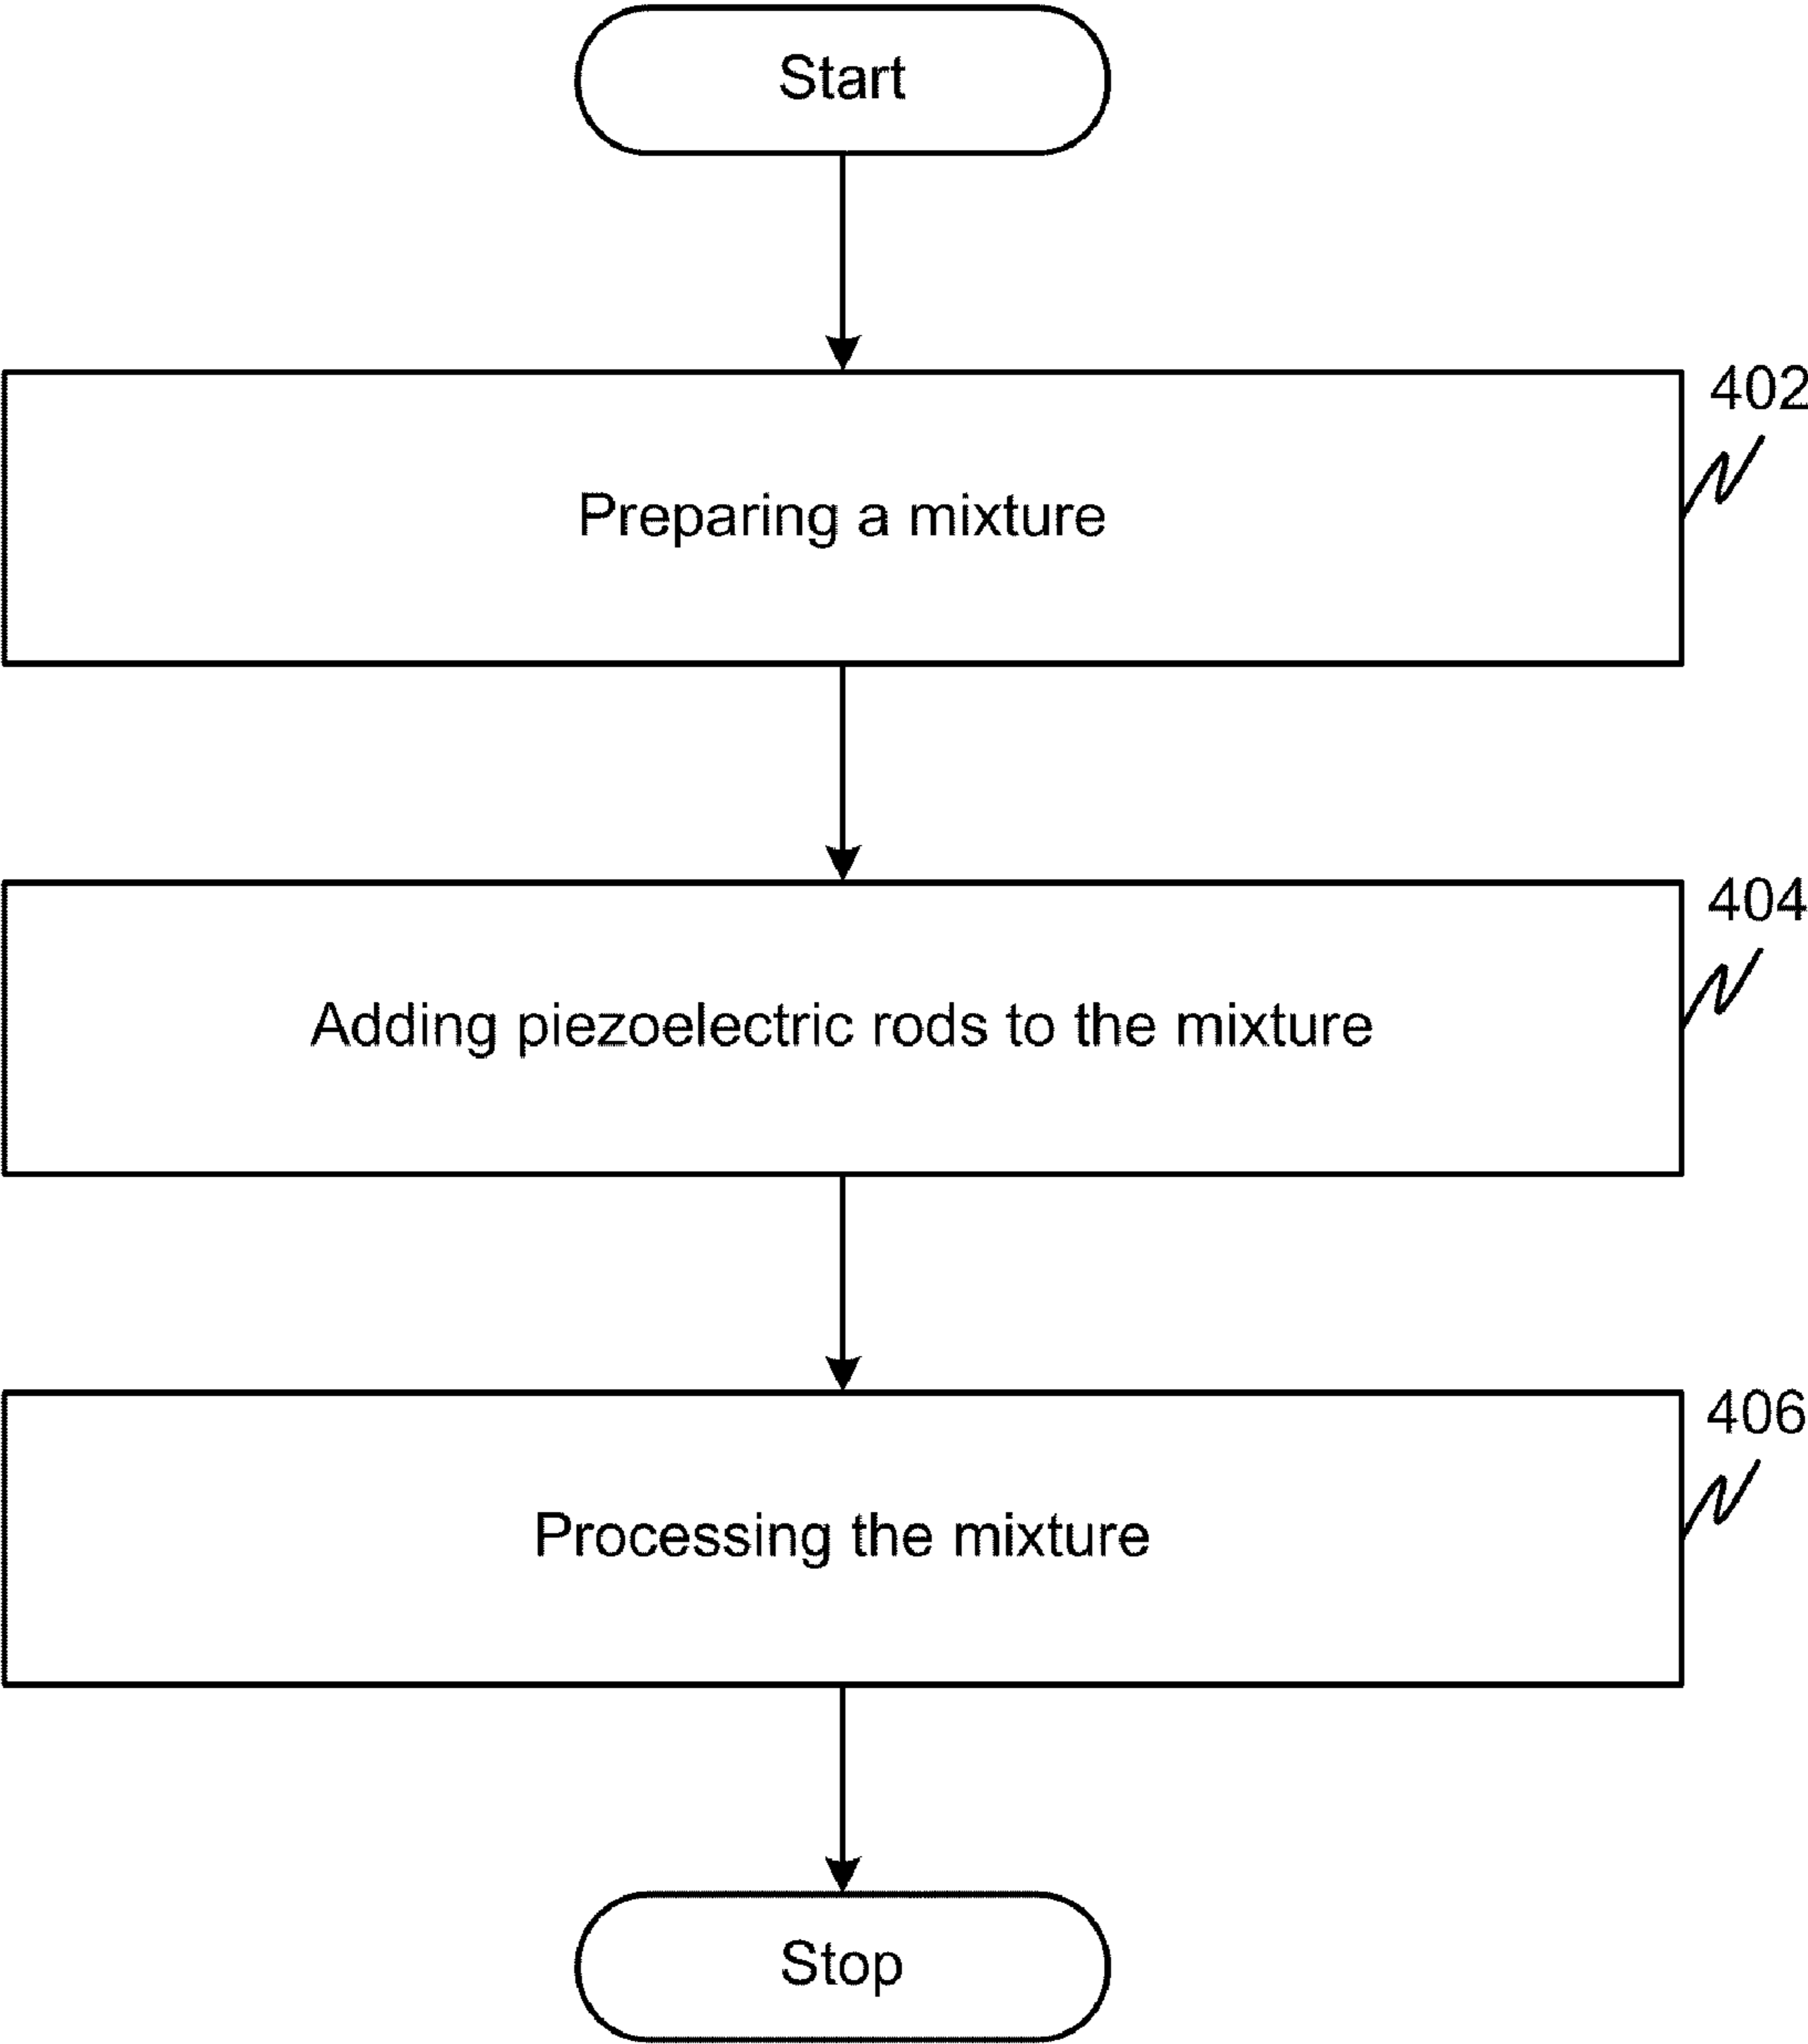 Start
402
Preparing a mixture
404
Adding piezoelectric rods to the mixture
406
Processing the mixture
Stop